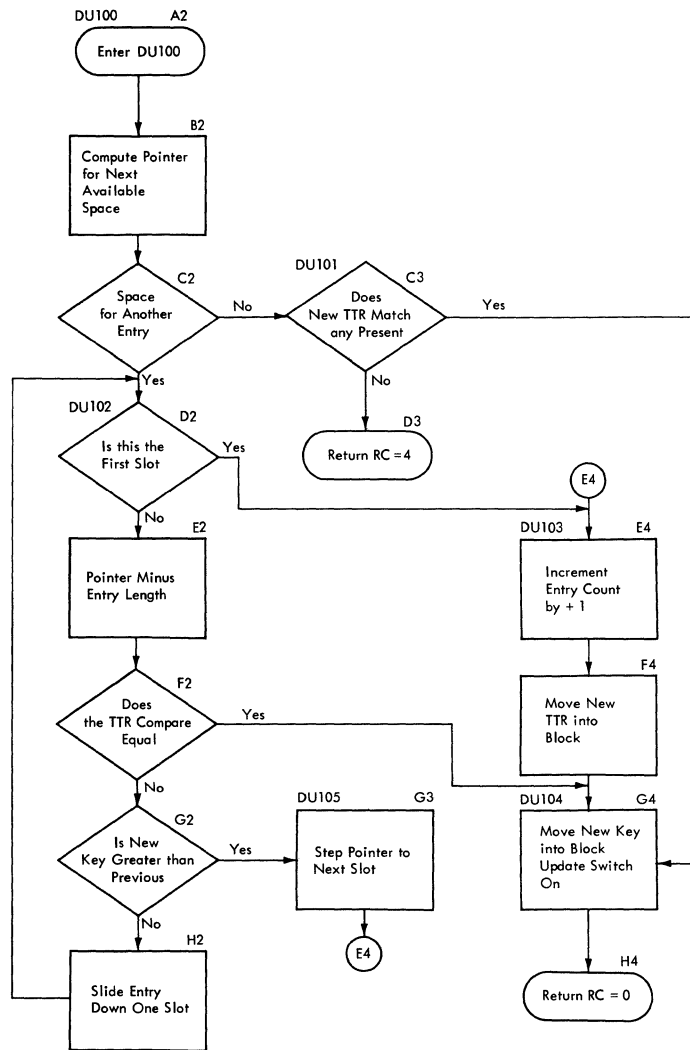 DU100 A2
Enter DU100
B2
Compute Pointer
for Next
Available
Space
C2
Space
for Another
Entry
No
Yes
DU101 C3
Does
New TTR Match
any Present
Yes
No
D3
Return RC = 4
DU102 D2
Is this the
First Slot
Yes
No
E2
Pointer Minus
Entry Length
F2
Does
the TTR Compare
Equal
Yes
No
G2
Is New
Key Greater than
Previous
Yes
No
H2
Slide Entry
Down One Slot
DU105 G3
Step Pointer to
Next Slot
E4
E4
DU103 E4
Increment
Entry Count
by + 1
F4
Move New
TTR into
Block
DU104 G4
Move New Key
into Block
Update Switch
On
H4
Return RC = 0